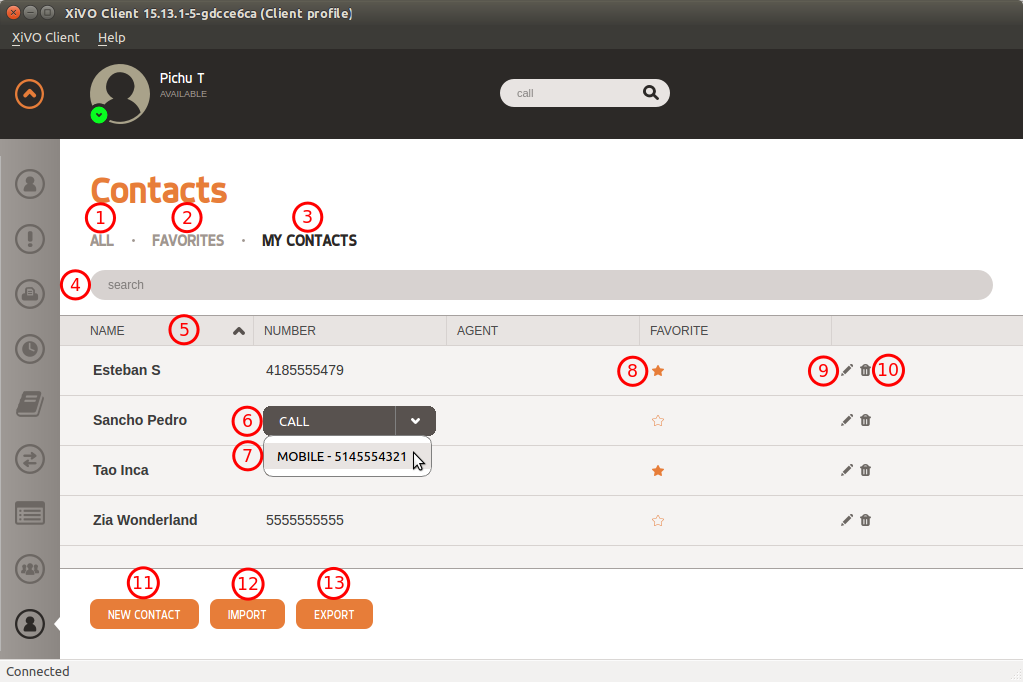 XiVO Client 15.13.1-5-gdcce6ca (Client profile)
XiVO Client Help
Pichu T
AVAILABLE
call
Contacts
1 2 3
ALL · FAVORITES · MY CONTACTS
4 search
NAME 5 NUMBER AGENT FAVORITE
Esteban S 4185555479 8 9 10
Sancho Pedro 6 CALL
7 MOBILE - 5145554321
Tao Inca
Zia Wonderland 5555555555
11 12 13
NEW CONTACT IMPORT EXPORT
Connected